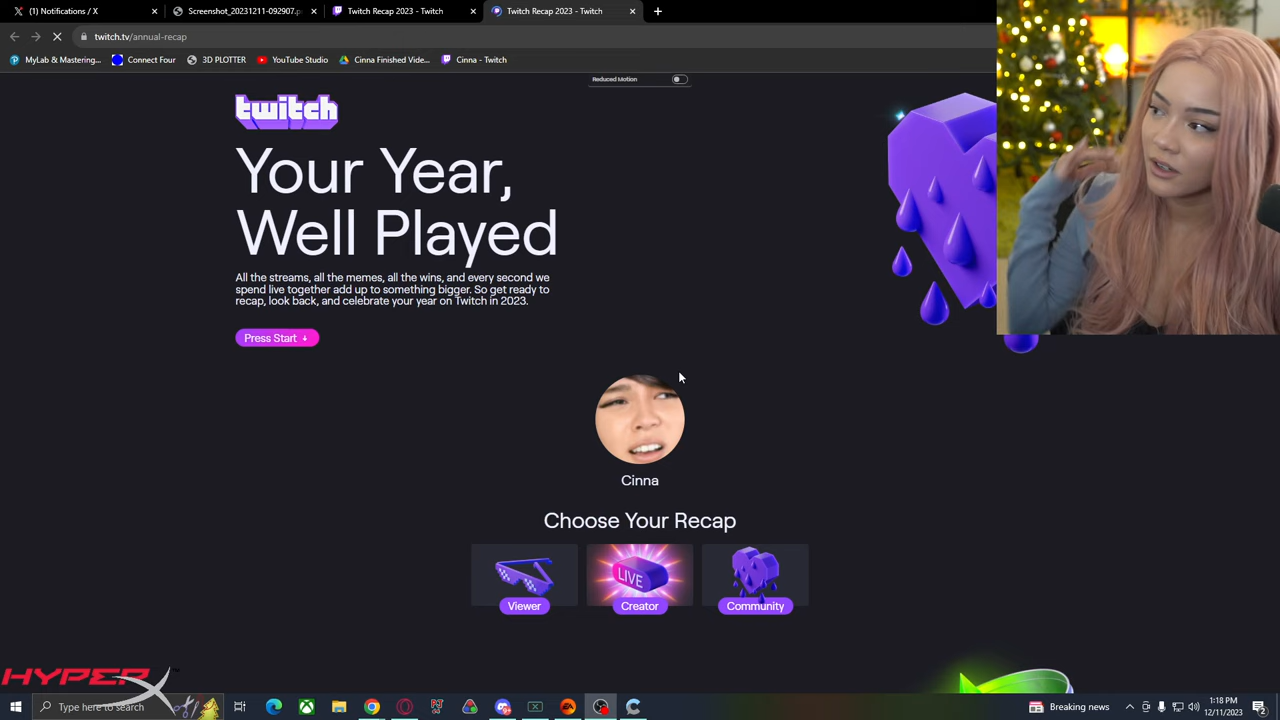 (1) Notifications / X
Screenshot_20231211-092907.p
Twitch Recap 2023 - Twitch
Twitch Recap 2023 - Twitch
twitch.tv/annual-recap
MyLab & Mastering...
Connect Four
3D PLOTTER
YouTube Studio
Cinna Finished Vide...
Cinna - Twitch
Reduced Motion
twitch
Your Year,
Well Played
All the streams, all the memes, all the wins, and every second we
spend live together add up to something bigger. So get ready to
recap, look back, and celebrate your year on Twitch in 2023.
Press Start ↓
Cinna
Choose Your Recap
LIVE
Viewer
Creator
Community
HYPERX
Type here to search
Breaking news
1:18 PM
12/11/2023
2